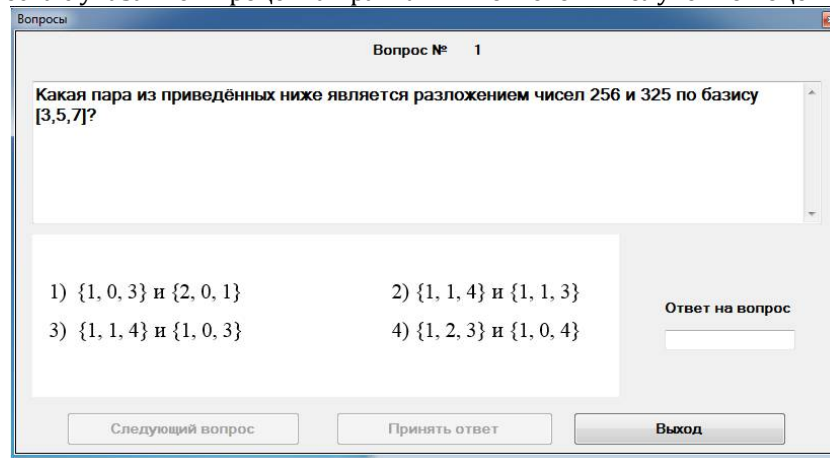 Вопросы
Вопрос № 1
Какая пара из приведённых ниже является разложением чисел 256 и 325 по базису
[3,5,7]?
1) {1, 0, 3} и {2, 0, 1}
2) {1, 1, 4} и {1, 1, 3}
3) {1, 1, 4} и {1, 0, 3}
4) {1, 2, 3} и {1, 0, 4}
Ответ на вопрос
Следующий вопрос
Принять ответ
Выход